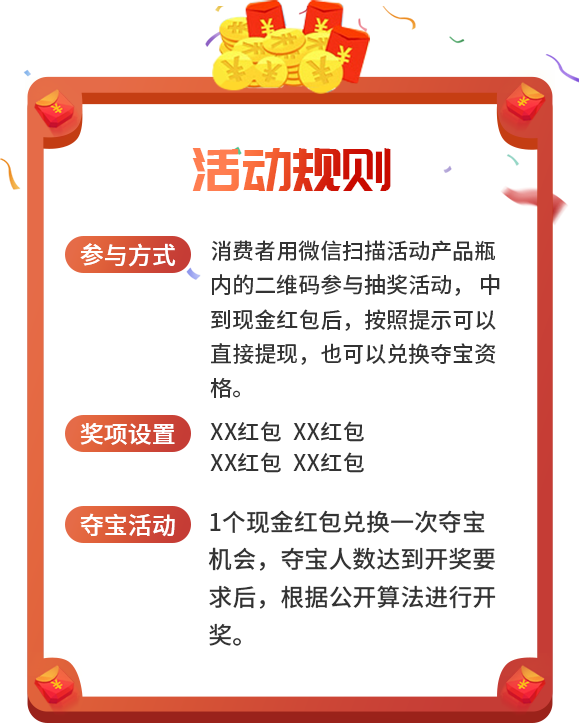 活动规则
参与方式
消费者用微信扫描活动产品瓶
内的二维码参与抽奖活动，中
到现金红包后，按照提示可以
直接提现，也可以兑换夺宝资
格。
奖项设置
XX红包 XX红包
XX红包 XX红包
夺宝活动
1个现金红包兑换一次夺宝
机会，夺宝人数达到开奖要
求后，根据公开算法进行开
奖。